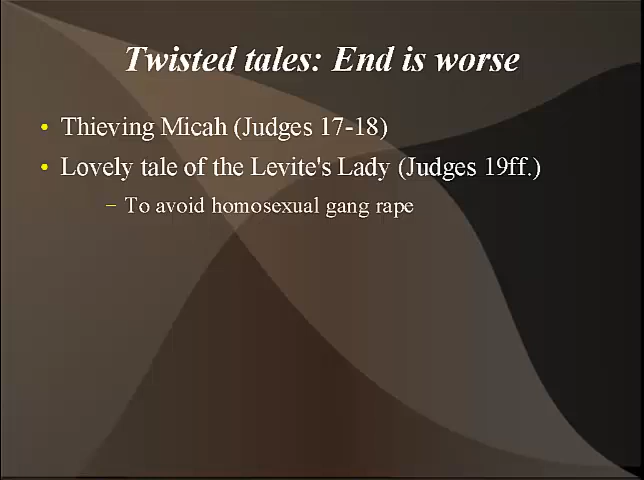 Twisted tales: End is worse
• Thieving Micah (Judges 17-18)
• Lovely tale of the Levite's Lady (Judges 19ff.)
– To avoid homosexual gang rape